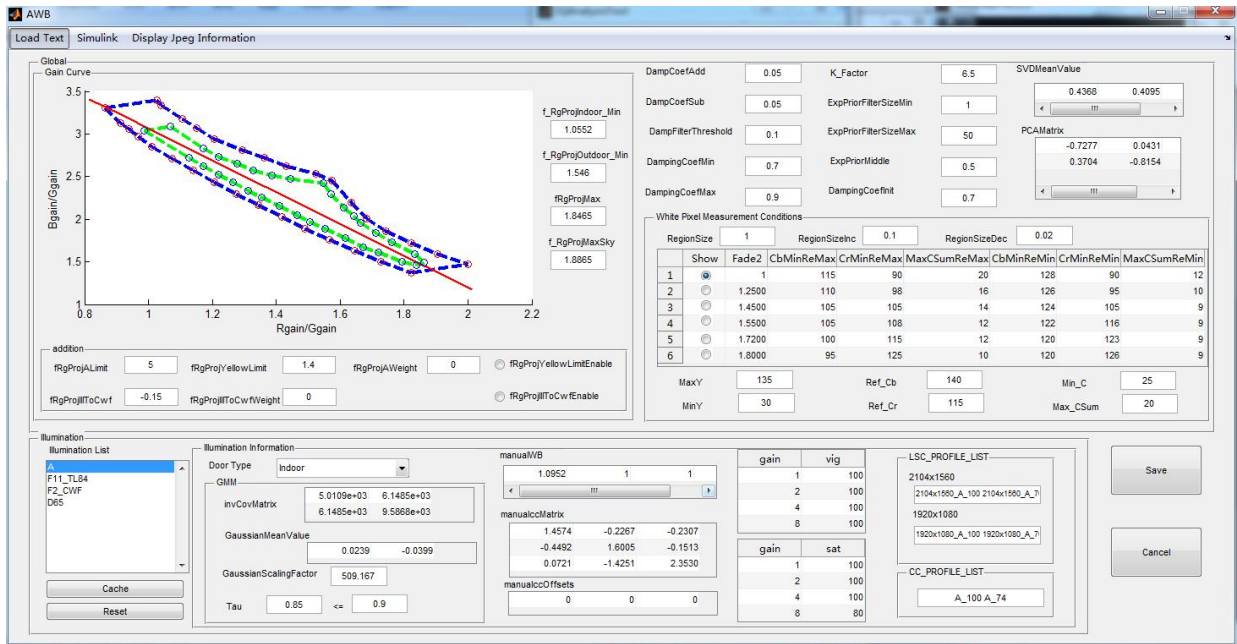 AWB
Load Text Simulink Display Jpeg Information
Global
Gain Curve
3.5
3
2.5
2
1.5
1
0.8 1 1.2 1.4 1.6 1.8 2 2.2
Bgain/Ggain
Rgain/Ggain
f_RgProjIndoor_Min
1.0552
f_RgProjOutdoor_Min
1.546
fRgProjMax
1.8465
f_RgProjMaxSky
1.8865
addition
fRgProjALimit 5 fRgProjYellowLimit 1.4 fRgProjAWeight 0 fRgProjYellowLimitEnable
fRgProjIllToCwf -0.15 fRgProjIllToCwfWeight 0 fRgProjIllToCwfEnable
DampCoefAdd 0.05 K_Factor 6.5
DampCoefSub 0.05 ExpPriorFilterSizeMin 1
DampFilterThreshold 0.1 ExpPriorFilterSizeMax 50
DampingCoefMin 0.7 ExpPriorMiddle 0.5
DampingCoefMax 0.9 DampingCoefInit 0.7
SVDMeanValue
0.4368 0.4095
PCAMatrix
-0.7277 0.0431
0.3704 -0.8154
White Pixel Measurement Conditions
RegionSize 1 RegionSizeInc 0.1 RegionSizeDec 0.02
Show Fade2 CbMinReMax CrMinReMax MaxCSumReMax CbMinReMin CrMinReMin MaxCSumReMin
1 1 115 90 20 128 90 12
2 1.2500 110 98 16 126 95 10
3 1.4500 105 105 14 124 105 9
4 1.5500 105 108 12 122 116 9
5 1.7200 100 115 12 120 123 9
6 1.8000 95 125 10 120 126 9
MaxY 135 Ref_Cb 140 Min_C 25
MinY 30 Ref_Cr 115 Max_CSum 20
Illumination
Illumination List
A
F11_TL84
F2_CWF
D65
Cache
Reset
Illumination Information
Door Type Indoor
GMM
invCovMatrix
5.0109e+03 6.1485e+03
6.1485e+03 9.5868e+03
GaussianMeanValue
0.0239 -0.0399
GaussianScalingFactor 509.167
Tau 0.85 <= 0.9
manualWB
1.0952 1 1
manualccMatrix
1.4574 -0.2267 -0.2307
-0.4492 1.6005 -0.1513
0.0721 -1.4251 2.3530
manualccOffsets
0 0 0
gain vig
1 100
2 100
4 100
8 100
gain sat
1 100
2 100
4 100
8 80
LSC_PROFILE_LIST
2104x1560
2104x1560_A_100 2104x1560_A_7
1920x1080
1920x1080_A_100 1920x1080_A_7
CC_PROFILE_LIST
A_100 A_74
Save
Cancel